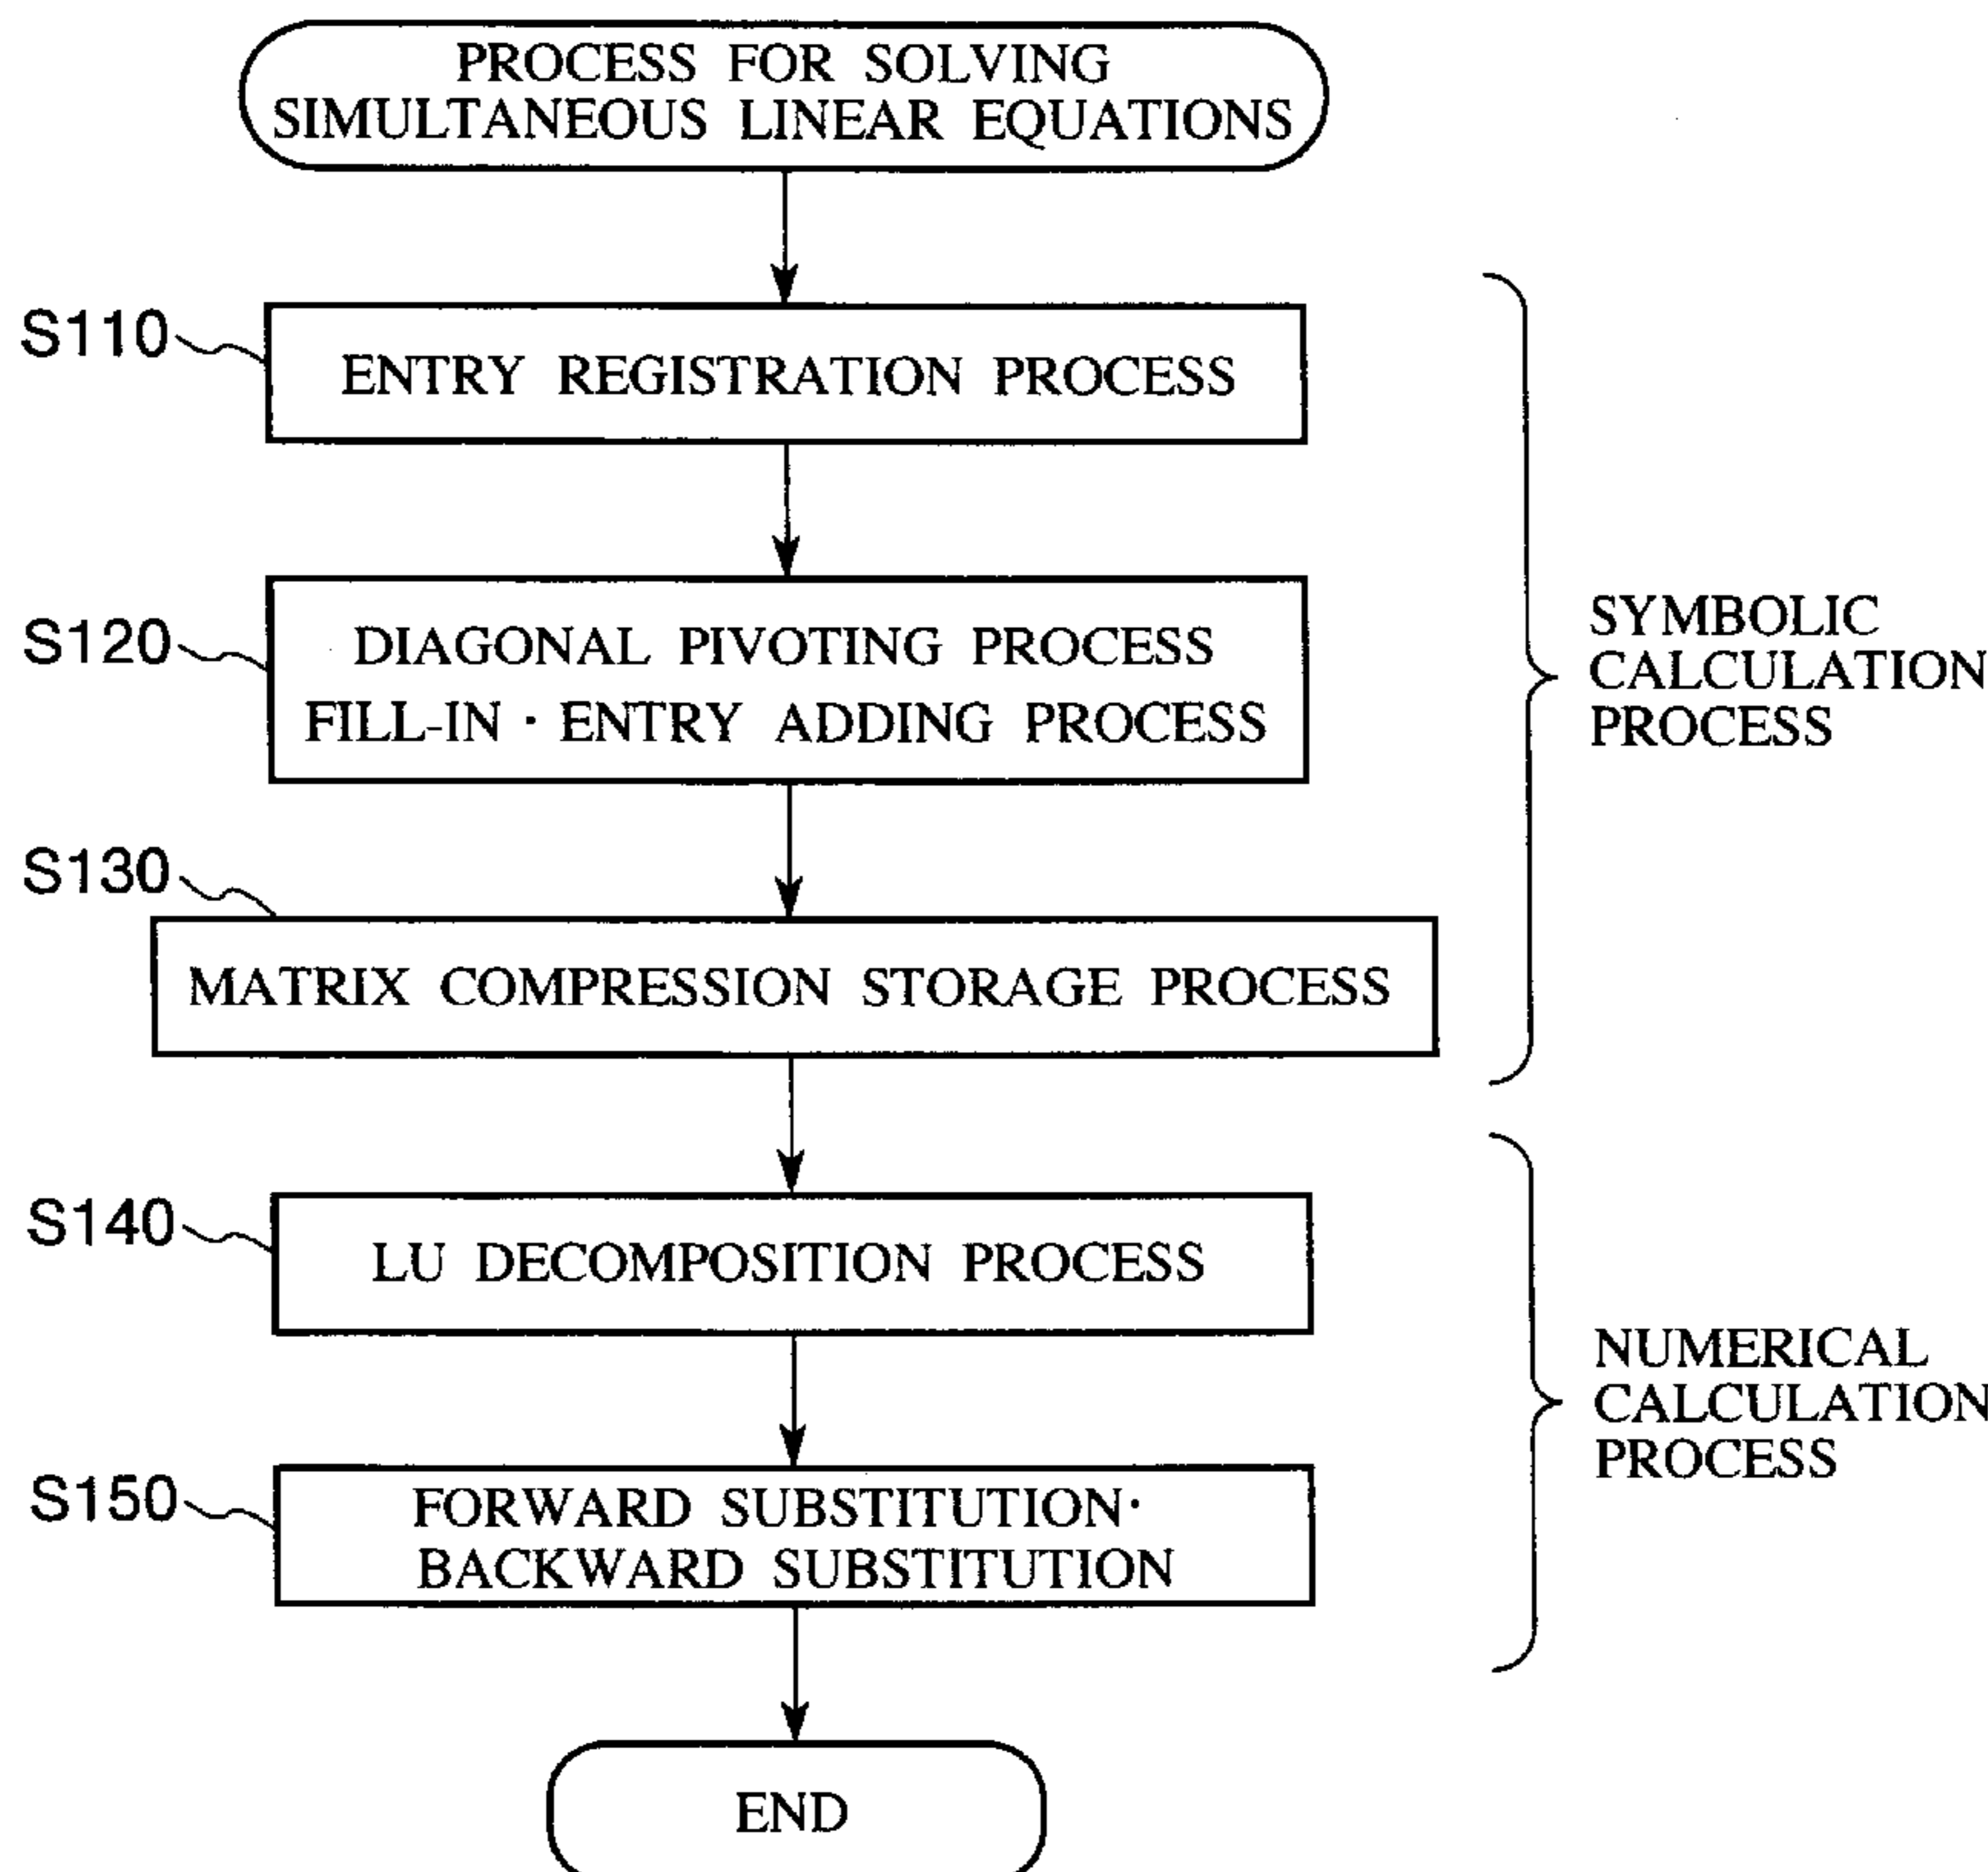 PROCESS FOR SOLVING
SIMULTANEOUS LINEAR EQUATIONS
S110
ENTRY REGISTRATION PROCESS
S120
DIAGONAL PIVOTING PROCESS
FILL-IN・ENTRY ADDING PROCESS
SYMBOLIC
CALCULATION
PROCESS
S130
MATRIX COMPRESSION STORAGE PROCESS
S140
LU DECOMPOSITION PROCESS
NUMERICAL
CALCULATION
PROCESS
S150
FORWARD SUBSTITUTION・
BACKWARD SUBSTITUTION
END